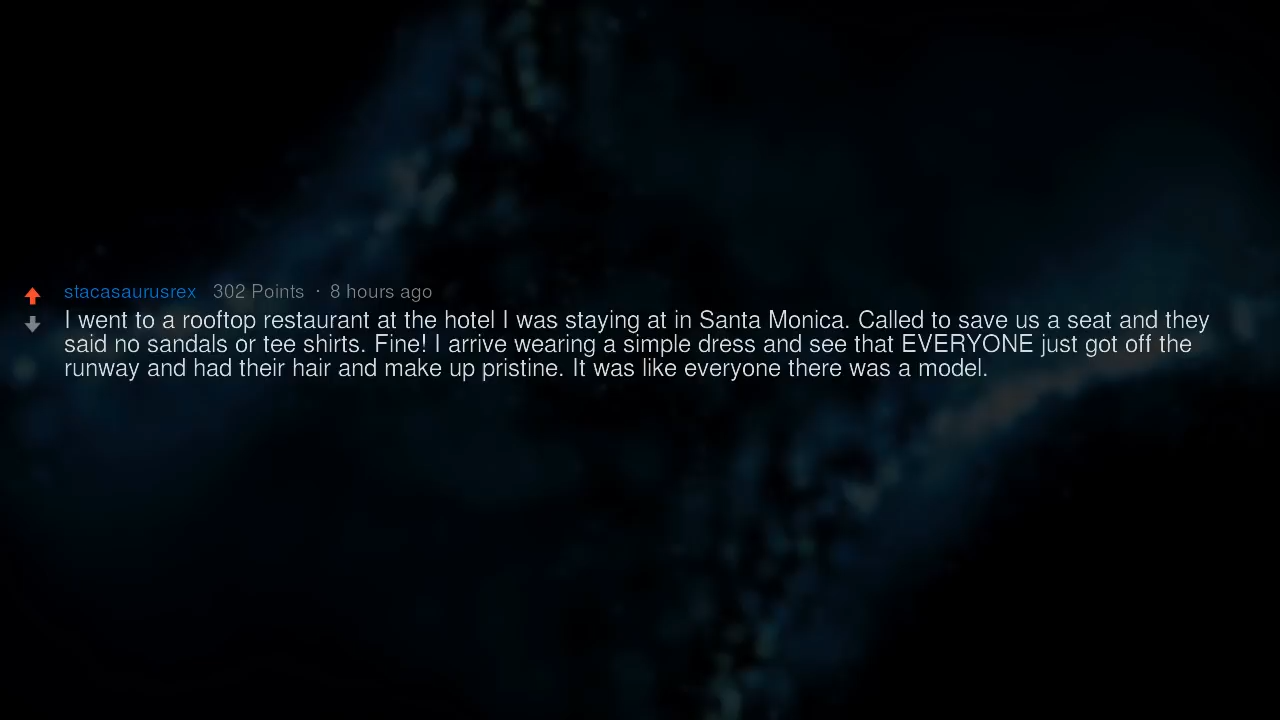 stacasaurusrex 302 Points · 8 hours ago
I went to a rooftop restaurant at the hotel I was staying at in Santa Monica. Called to save us a seat and they
said no sandals or tee shirts. Fine! I arrive wearing a simple dress and see that EVERYONE just got off the
runway and had their hair and make up pristine. It was like everyone there was a model.